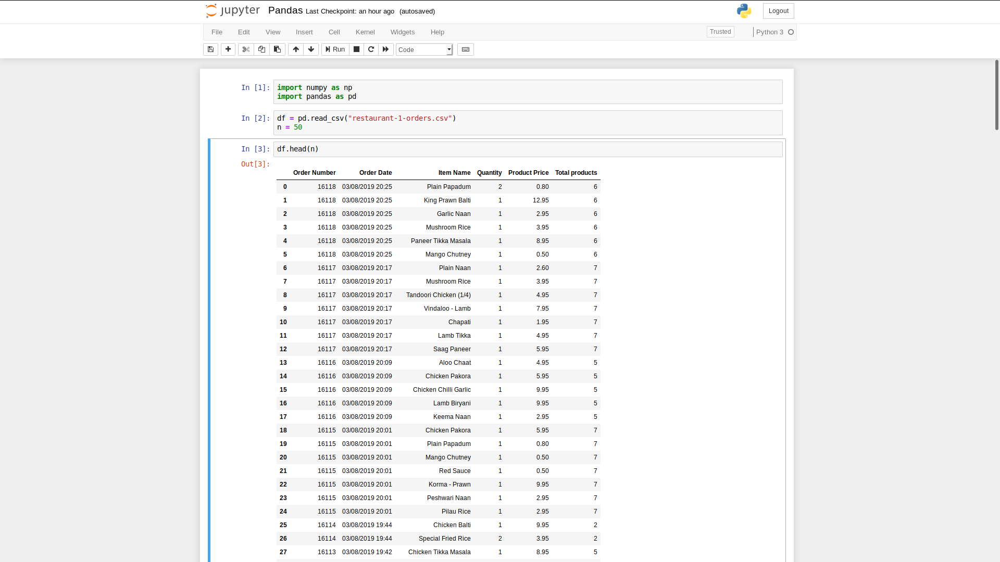 jupyter Pandas Last Checkpoint: an hour ago (autosaved) Logout
File Edit View Insert Cell Kernel Widgets Help Trusted Python 3
Run Code
In [1]: import numpy as np
import pandas as pd
In [2]: df = pd.read_csv("restaurant-1-orders.csv")
n = 50
In [3]: df.head(n)
Out[3]:
Order Number Order Date Item Name Quantity Product Price Total products
0 16118 03/08/2019 20:25 Plain Papadum 2 0.80 6
1 16118 03/08/2019 20:25 King Prawn Balti 1 12.95 6
2 16118 03/08/2019 20:25 Garlic Naan 1 2.95 6
3 16118 03/08/2019 20:25 Mushroom Rice 1 3.95 6
4 16118 03/08/2019 20:25 Paneer Tikka Masala 1 8.95 6
5 16118 03/08/2019 20:25 Mango Chutney 1 0.50 6
6 16117 03/08/2019 20:17 Plain Naan 1 2.60 7
7 16117 03/08/2019 20:17 Mushroom Rice 1 3.95 7
8 16117 03/08/2019 20:17 Tandoori Chicken (1/4) 1 4.95 7
9 16117 03/08/2019 20:17 Vindaloo - Lamb 1 7.95 7
10 16117 03/08/2019 20:17 Chapati 1 1.95 7
11 16117 03/08/2019 20:17 Lamb Tikka 1 4.95 7
12 16117 03/08/2019 20:17 Saag Paneer 1 5.95 7
13 16116 03/08/2019 20:09 Aloo Chaat 1 4.95 5
14 16116 03/08/2019 20:09 Chicken Pakora 1 5.95 5
15 16116 03/08/2019 20:09 Chicken Chilli Garlic 1 9.95 5
16 16116 03/08/2019 20:09 Lamb Biryani 1 9.95 5
17 16116 03/08/2019 20:09 Keema Naan 1 2.95 5
18 16115 03/08/2019 20:01 Chicken Pakora 1 5.95 7
19 16115 03/08/2019 20:01 Plain Papadum 1 0.80 7
20 16115 03/08/2019 20:01 Mango Chutney 1 0.50 7
21 16115 03/08/2019 20:01 Red Sauce 1 0.50 7
22 16115 03/08/2019 20:01 Korma - Prawn 1 9.95 7
23 16115 03/08/2019 20:01 Peshwari Naan 1 2.95 7
24 16115 03/08/2019 20:01 Pilau Rice 1 2.95 7
25 16114 03/08/2019 19:44 Chicken Balti 1 9.95 2
26 16114 03/08/2019 19:44 Special Fried Rice 2 3.95 2
27 16113 03/08/2019 19:42 Chicken Tikka Masala 1 8.95 5